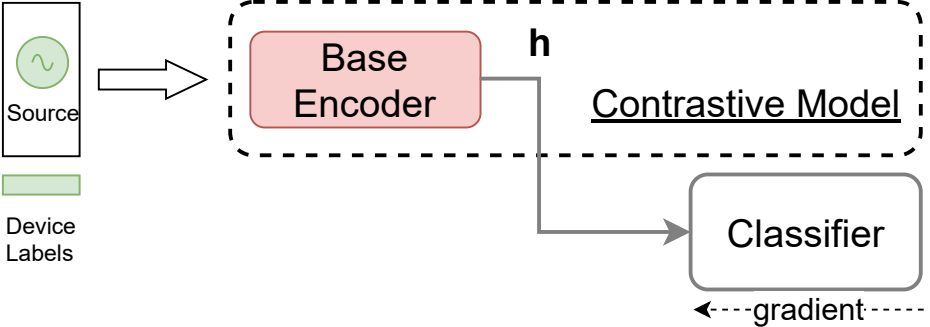 Source
Device
Labels
Base
Encoder
h
Contrastive Model
Classifier
gradient